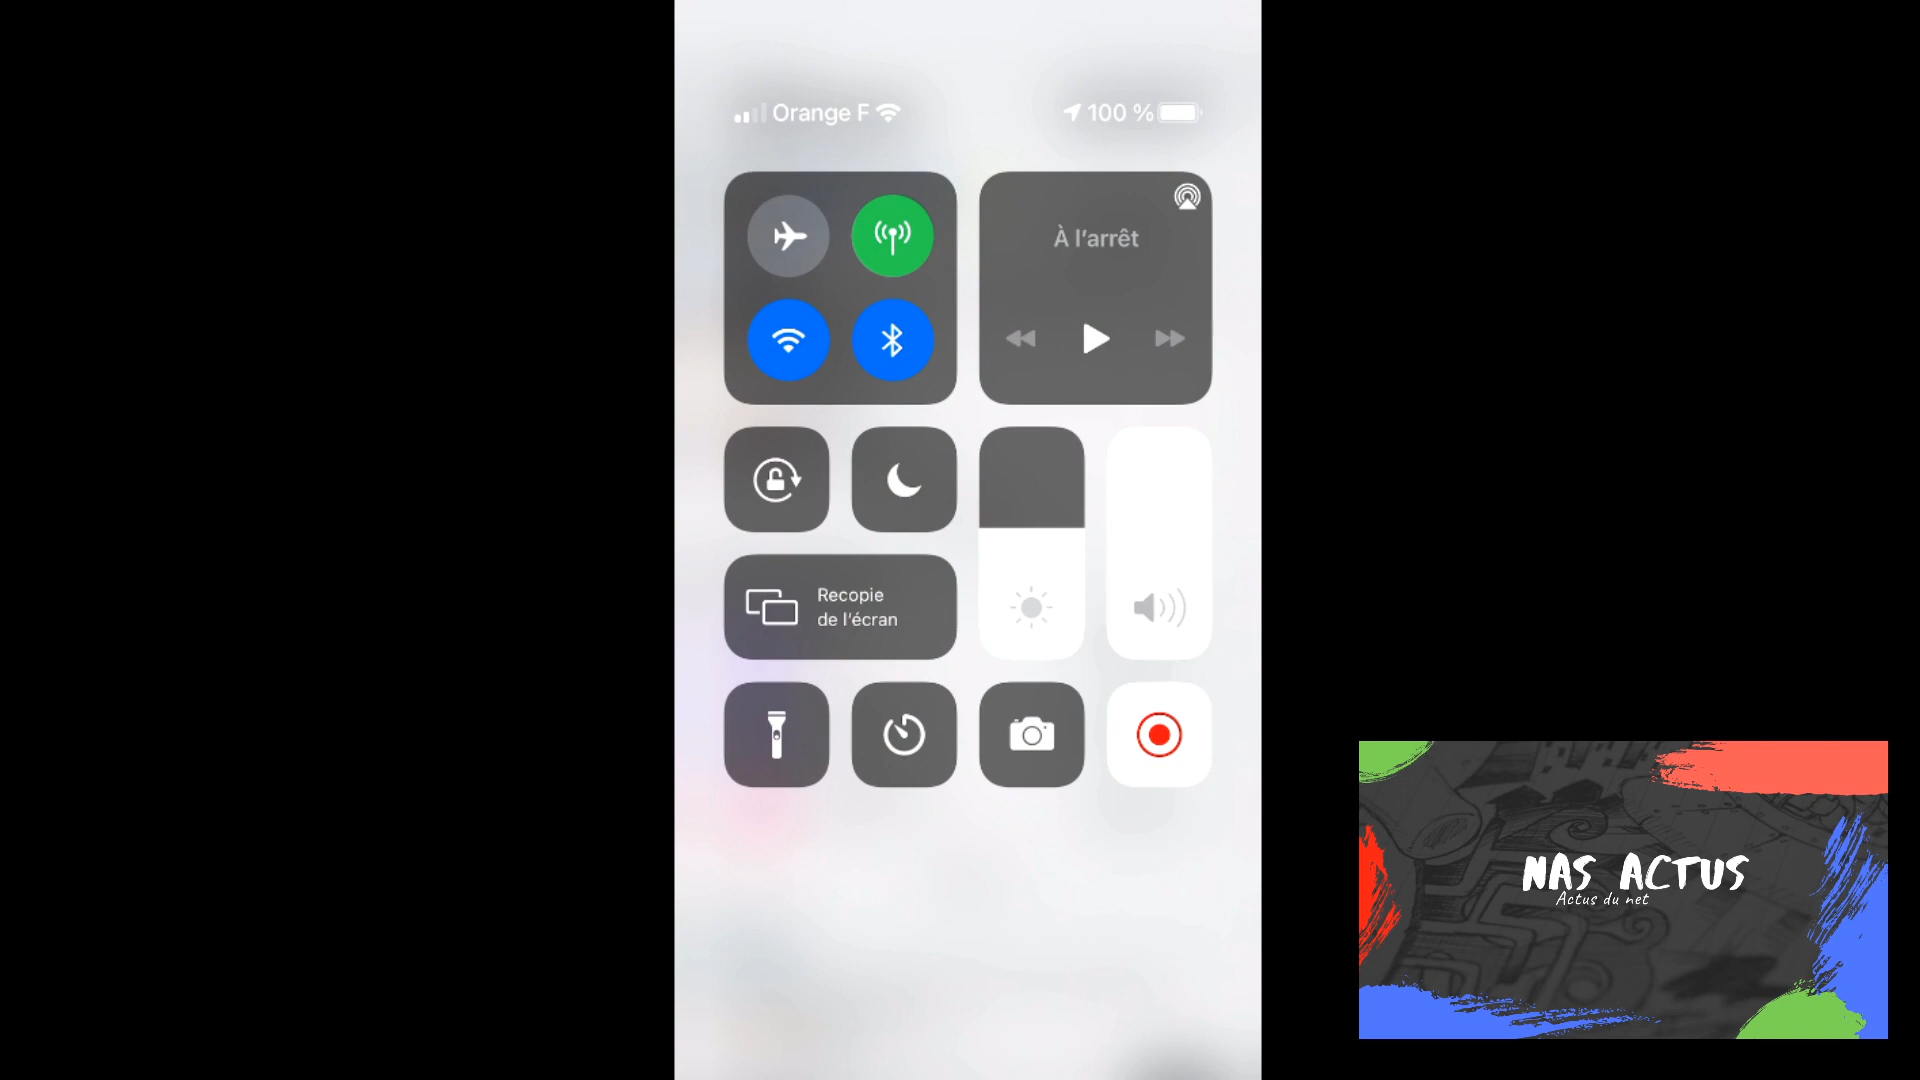 Orange F
100 %
À l'arrêt
Recopie
de l'écran
NAS ACTUS
Actus du net